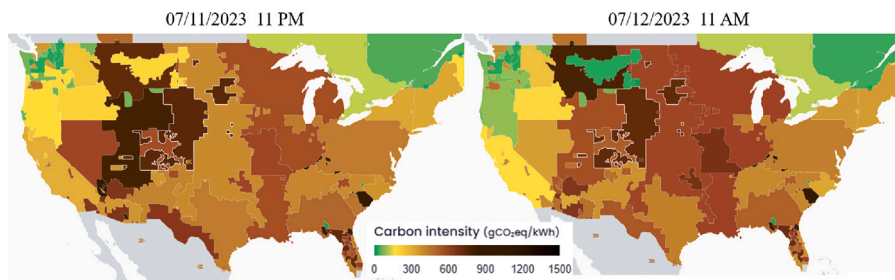 07/11/2023 11 PM
07/12/2023 11 AM
Carbon intensity (gCO₂eq/kWh)
0 300 600 900 1200 1500